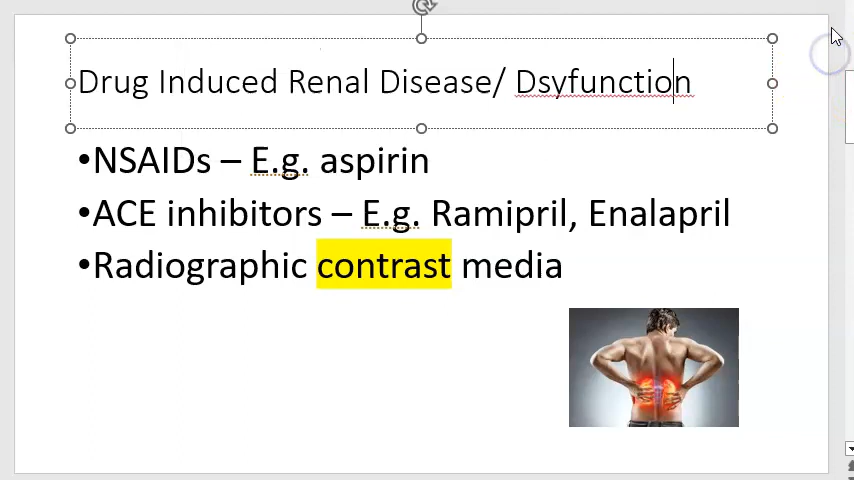 Drug Induced Renal Disease/ Dsyfunction
•NSAIDs – E.g. aspirin
•ACE inhibitors – E.g. Ramipril, Enalapril
•Radiographic contrast media